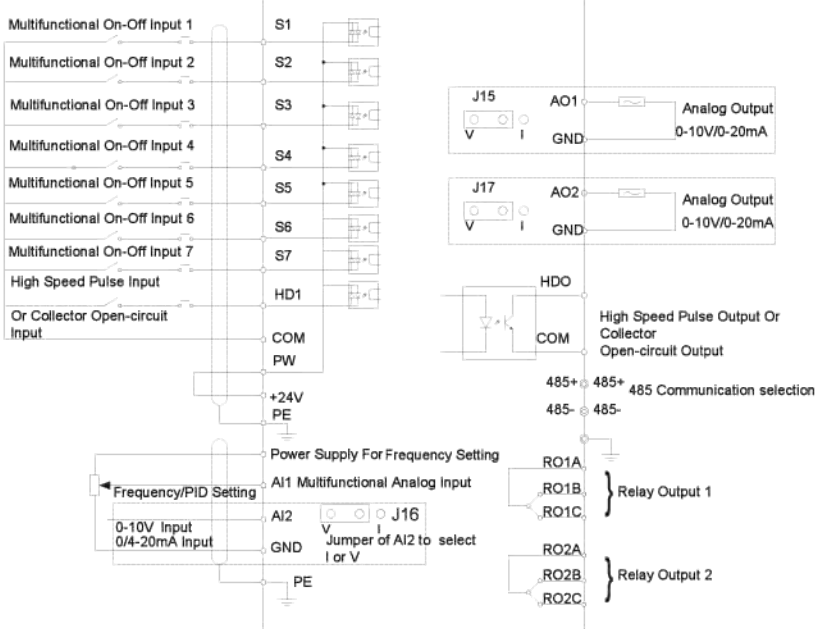 Multifunctional On-Off Input 1
S1
Multifunctional On-Off Input 2
S2
Multifunctional On-Off Input 3
S3
Multifunctional On-Off Input 4
S4
Multifunctional On-Off Input 5
S5
Multifunctional On-Off Input 6
S6
Multifunctional On-Off Input 7
S7
High Speed Pulse Input
HD1
Or Collector Open-circuit
Input
COM
PW
+24V
PE
Power Supply For Frequency Setting
AI1 Multifunctional Analog Input
Frequency/PID Setting
AI2
J16
V
I
0-10V Input
0/4-20mA Input
Jumper of AI2 to select
I or V
GND
PE
J15
V
I
AO1
GND
Analog Output
0-10V/0-20mA
J17
V
I
AO2
GND
Analog Output
0-10V/0-20mA
HDO
COM
High Speed Pulse Output Or
Collector
Open-circuit Output
485+ 485+
485- 485-
485 Communication selection
RO1A
RO1B
RO1C
Relay Output 1
RO2A
RO2B
RO2C
Relay Output 2